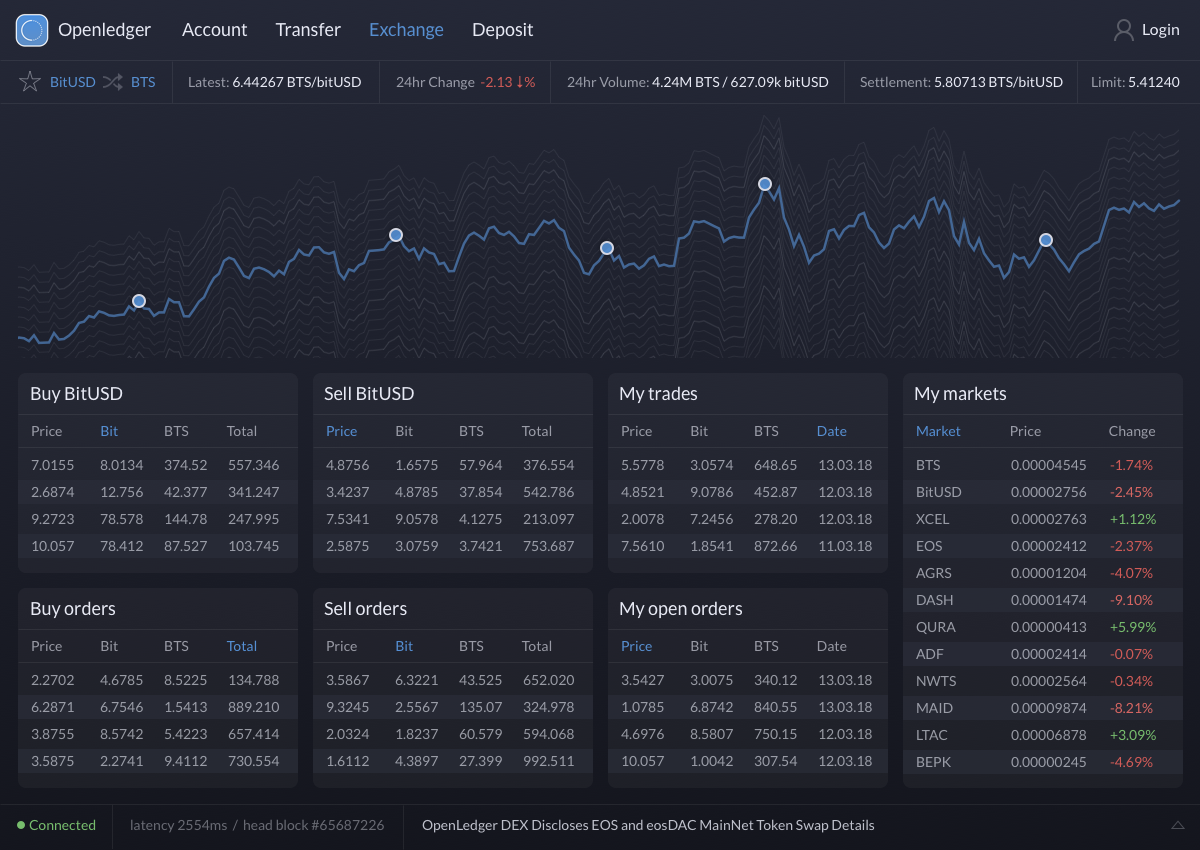 Openledger Account Transfer Exchange Deposit Login
BitUSD BTS Latest: 6.44267 BTS/bitUSD 24hr Change -2.13 ↓% 24hr Volume: 4.24M BTS / 627.09k bitUSD Settlement: 5.80713 BTS/bitUSD Limit: 5.41240
Buy BitUSD
Price Bit BTS Total
7.0155 8.0134 374.52 557.346
2.6874 12.756 42.377 341.247
9.2723 78.578 144.78 247.995
10.057 78.412 87.527 103.745
Sell BitUSD
Price Bit BTS Total
4.8756 1.6575 57.964 376.554
3.4237 4.8785 37.854 542.786
7.5341 9.0578 4.1275 213.097
2.5875 3.0759 3.7421 753.687
My trades
Price Bit BTS Date
5.5778 3.0574 648.65 13.03.18
4.8521 9.0786 452.87 12.03.18
2.0078 7.2456 278.20 12.03.18
7.5610 1.8541 872.66 11.03.18
My markets
Market Price Change
BTS 0.00004545 -1.74%
BitUSD 0.00002756 -2.45%
XCEL 0.00002763 +1.12%
EOS 0.00002412 -2.37%
AGRS 0.00001204 -4.07%
DASH 0.00001474 -9.10%
QURA 0.00000413 +5.99%
ADF 0.00002414 -0.07%
NWTS 0.00002564 -0.34%
MAID 0.00009874 -8.21%
LTAC 0.00006878 +3.09%
BEPK 0.00000245 -4.69%
Buy orders
Price Bit BTS Total
2.2702 4.6785 8.5225 134.788
6.2871 6.7546 1.5413 889.210
3.8755 8.5742 5.4223 657.414
3.5875 2.2741 9.4112 730.554
Sell orders
Price Bit BTS Total
3.5867 6.3221 43.525 652.020
9.3245 2.5567 135.07 324.978
2.0324 1.8237 60.579 594.068
1.6112 4.3897 27.399 992.511
My open orders
Price Bit BTS Date
3.5427 3.0075 340.12 13.03.18
1.0785 6.8742 840.55 13.03.18
4.6976 8.5807 750.15 12.03.18
10.057 1.0042 307.54 12.03.18
Connected latency 2554ms / head block #65687226 OpenLedger DEX Discloses EOS and eosDAC MainNet Token Swap Details